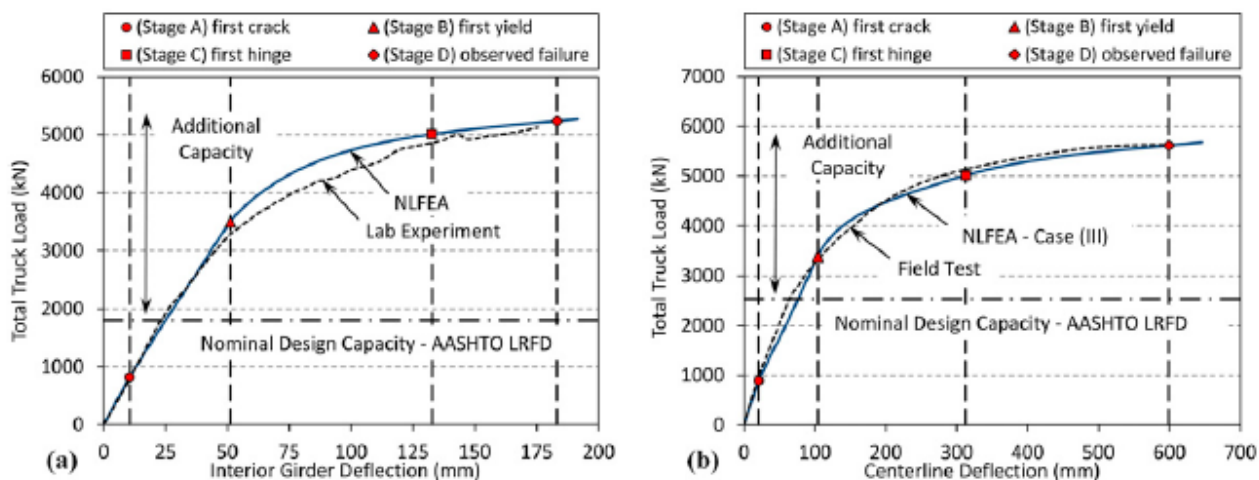 (Stage A) first crack (Stage B) first yield
(Stage C) first hinge (Stage D) observed failure
6000
5000
4000
3000
2000
1000
0
Total Truck Load (kN)
Additional
Capacity
NLFEA
Lab Experiment
Nominal Design Capacity - AASHTO LRFD
0 25 50 75 100 125 150 175 200
(a) Interior Girder Deflection (mm)
(Stage A) first crack (Stage B) first yield
(Stage C) first hinge (Stage D) observed failure
7000
6000
5000
4000
3000
2000
1000
0
Total Truck Load (kN)
Additional
Capacity
NLFEA - Case (III)
Field Test
Nominal Design Capacity - AASHTO LRFD
0 100 200 300 400 500 600 700
(b) Centerline Deflection (mm)